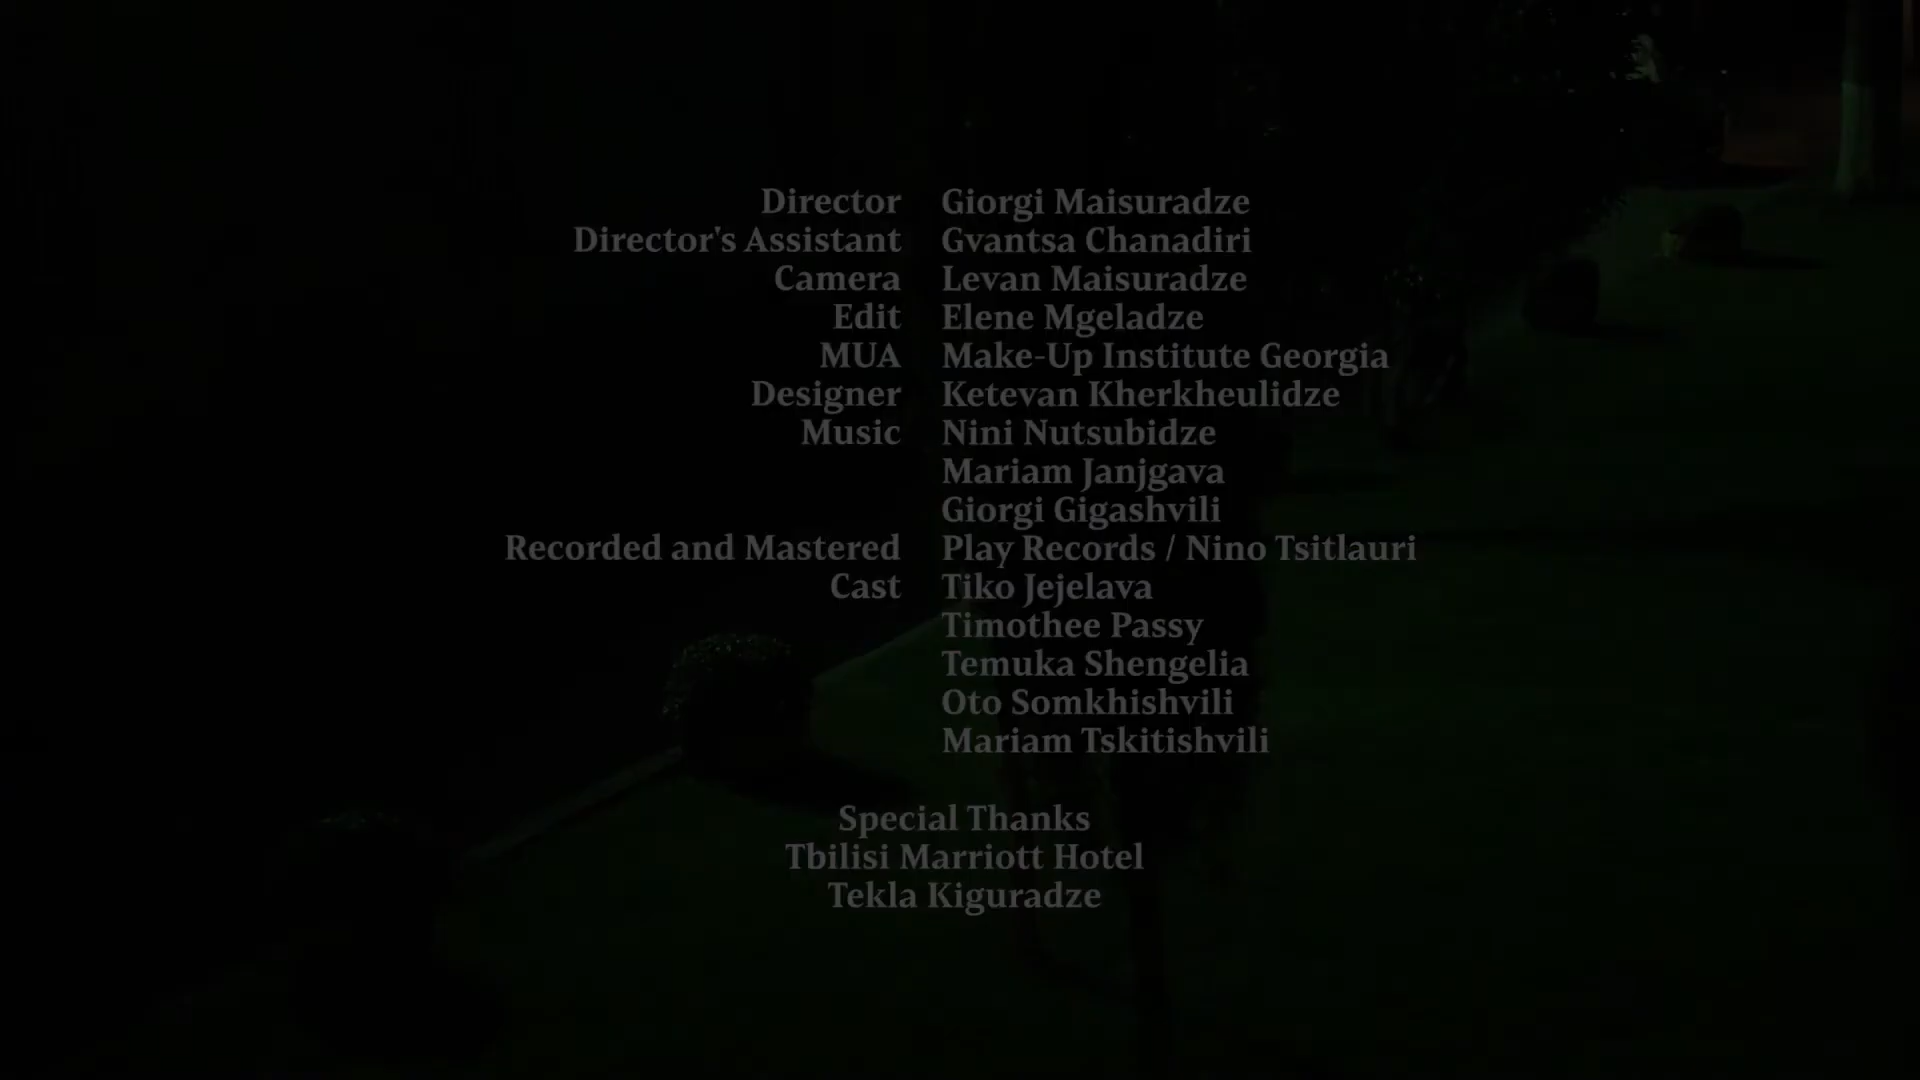 Director Giorgi Maisuradze
Director's Assistant Gvantsa Chanadiri
Camera Levan Maisuradze
Edit Elene Mgeladze
MUA Make-Up Institute Georgia
Designer Ketevan Kherkheulidze
Music Nini Nutsubidze
Mariam Janjgava
Giorgi Gigashvili
Recorded and Mastered Play Records / Nino Tsitlauri
Cast Tiko Jejelava
Timothee Passy
Temuka Shengelia
Oto Somkhishvili
Mariam Tskitishvili
Special Thanks
Tbilisi Marriott Hotel
Tekla Kiguradze